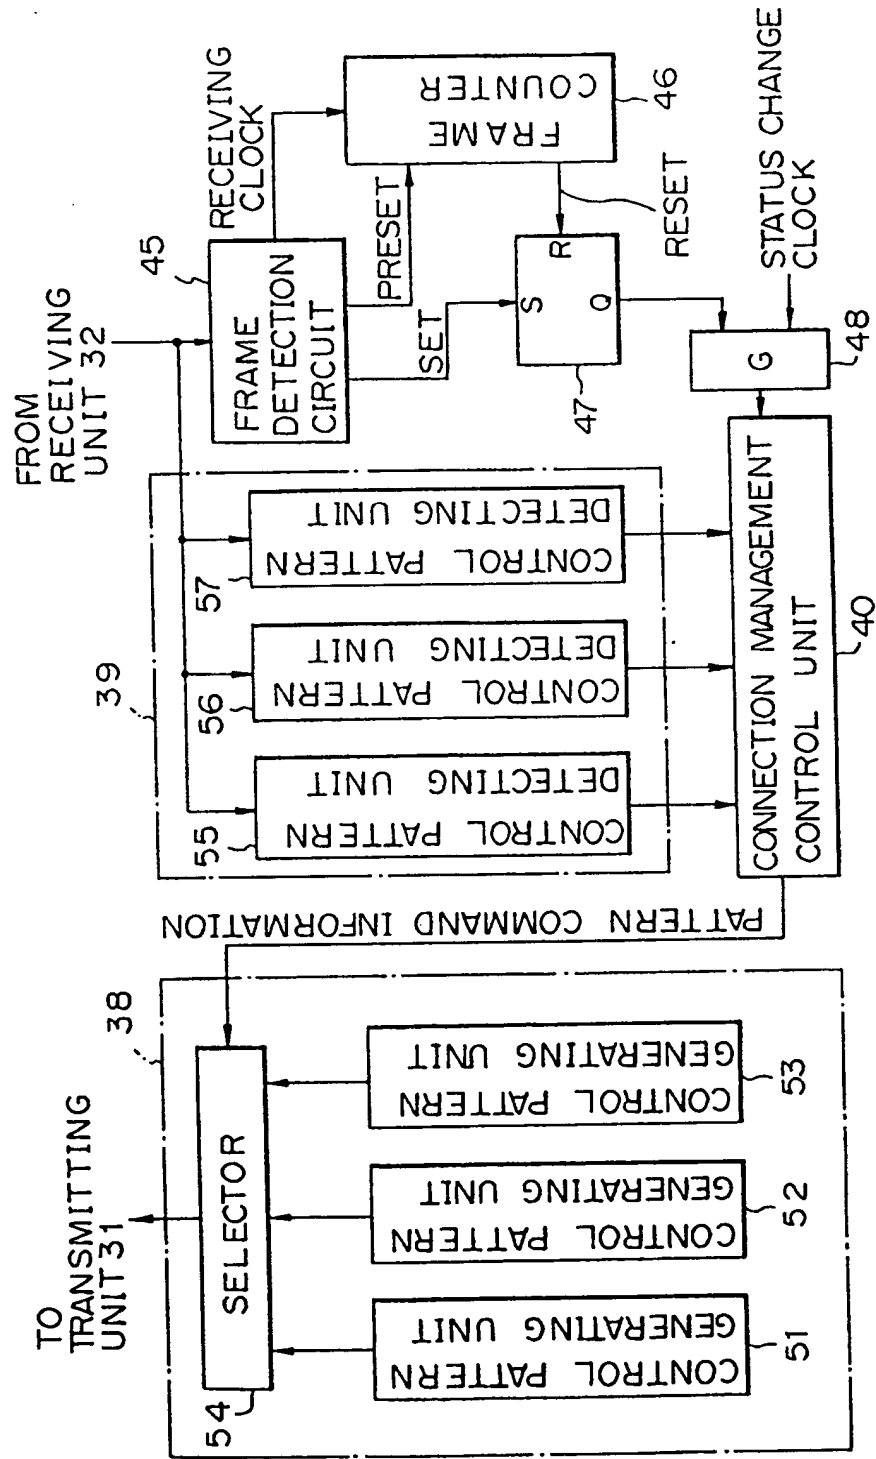 TO
TRANSMITTING
UNIT 31
38
54
SELECTOR
CONTROL PATTERN
GENERATING UNIT
51
CONTROL PATTERN
GENERATING UNIT
52
CONTROL PATTERN
GENERATING UNIT
53
PATTERN COMMAND INFORMATION
FROM
RECEIVING
UNIT 32
39
55
CONTROL PATTERN
DETECTING UNIT
56
CONTROL PATTERN
DETECTING UNIT
57
CONTROL PATTERN
DETECTING UNIT
CONNECTION MANAGEMENT
CONTROL UNIT
40
45
FRAME
DETECTION
CIRCUIT
RECEIVING
CLOCK
PRESET
SET
FRAME
COUNTER
46
RESET
S
R
Q
47
G
48
STATUS CHANGE
CLOCK